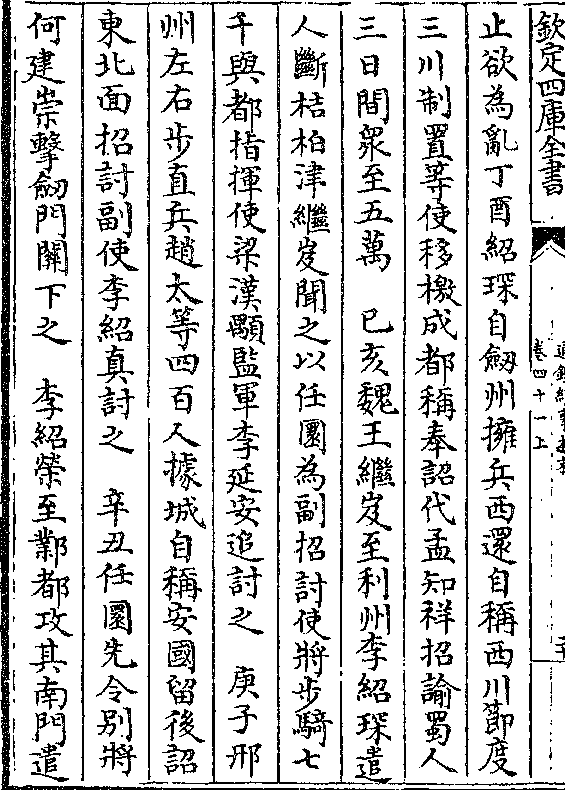 欽定四庫全書
卷四十一上
止欲為亂丁酉紹琛自劒州擁兵西還自稱西川節度
三川制置等使移檄成都稱奉詔代孟知祥招諭蜀人
三日間衆至五萬　己亥魏王繼岌至利州李紹琛遣
人斷桔柏津繼岌聞之以任圜為副招討使將步騎七
千與都指揮使梁漢顒監軍李延安追討之　庚子邢
州左右步直兵趙太等四百人據城自稱安國留後詔
東北面招討副使李紹真討之　辛丑任圜先令别將
何建崇擊劒門關下之　李紹榮至鄴都攻其南門遣